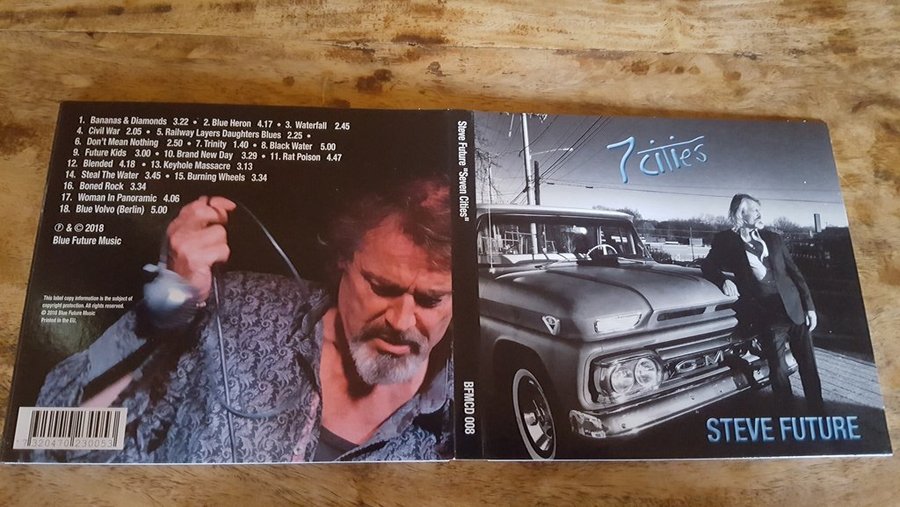 1. Bananas & Diamonds 3.22 • 2. Blue Heron 4.17 • 3. Waterfall 2.45
4. Civil War 2.05 • 5. Railway Layers Daughters Blues 2.25 •
6. Don't Mean Nothing 2.50 • 7. Trinity 1.40 • 8. Black Water 5.00
9. Future Kids 3.00 • 10. Brand New Day 3.29 • 11. Rat Poison 4.47
12. Blended 4.18 • 13. Keyhole Massacre 3.13
14. Steal The Water 3.45 • 15. Burning Wheels 3.34
16. Boned Rock 3.34
17. Woman In Panoramic 4.06
18. Blue Volvo (Berlin) 5.00
℗ & © 2018
Blue Future Music
This label copy information is the subject of
copyright protection. All rights reserved.
© 2018 Blue Future Music
Printed in the EU.
7320470230053
Steve Future "Seven Cities"
BFMCD 008
7 cities
GMC
STEVE FUTURE